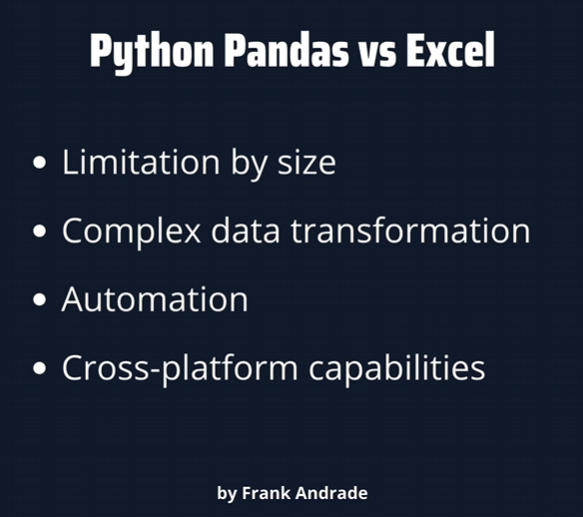 Python Pandas vs Excel
• Limitation by size
• Complex data transformation
• Automation
• Cross-platform capabilities
by Frank Andrade